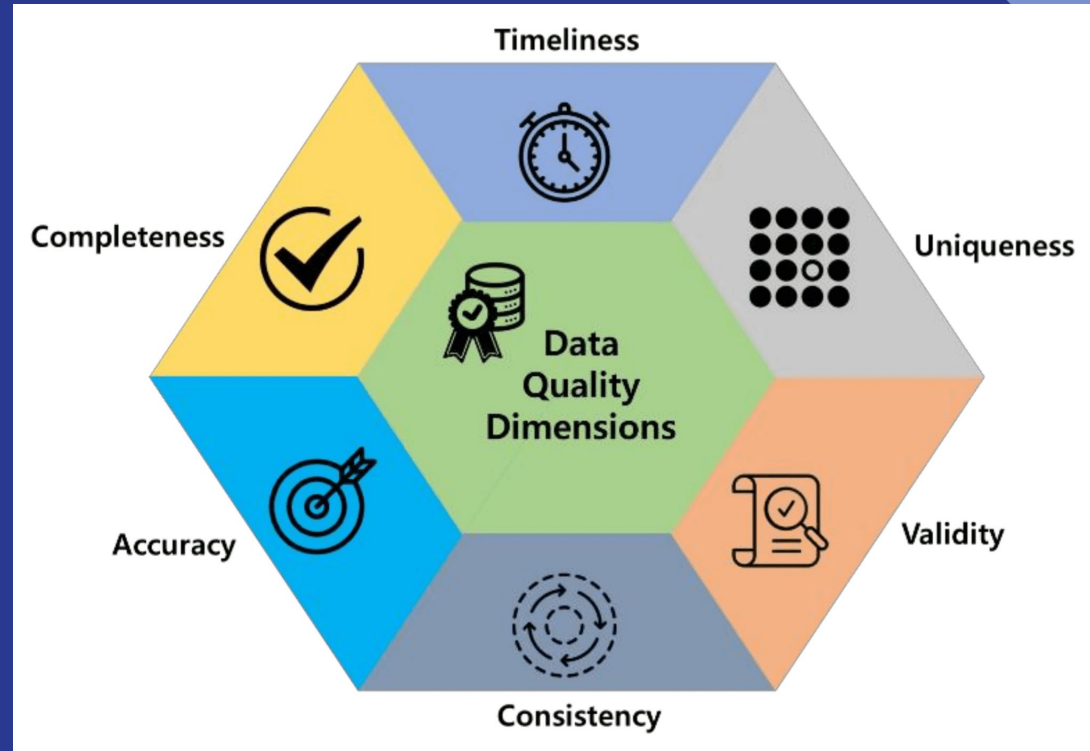 Timeliness
Completeness
Uniqueness
Data
Quality
Dimensions
Accuracy
Validity
Consistency